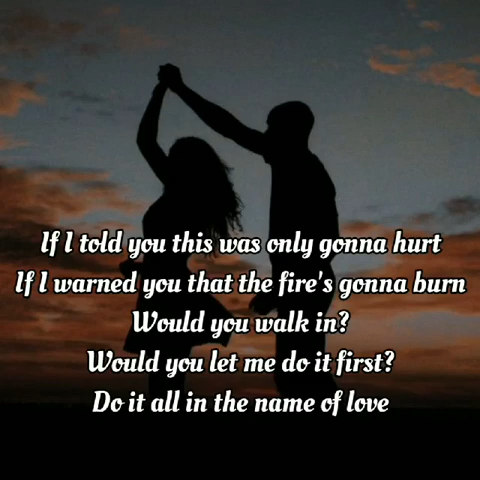 If I told you this was only gonna hurt
If I warned you that the fire's gonna burn
Would you walk in?
Would you let me do it first?
Do it all in the name of love